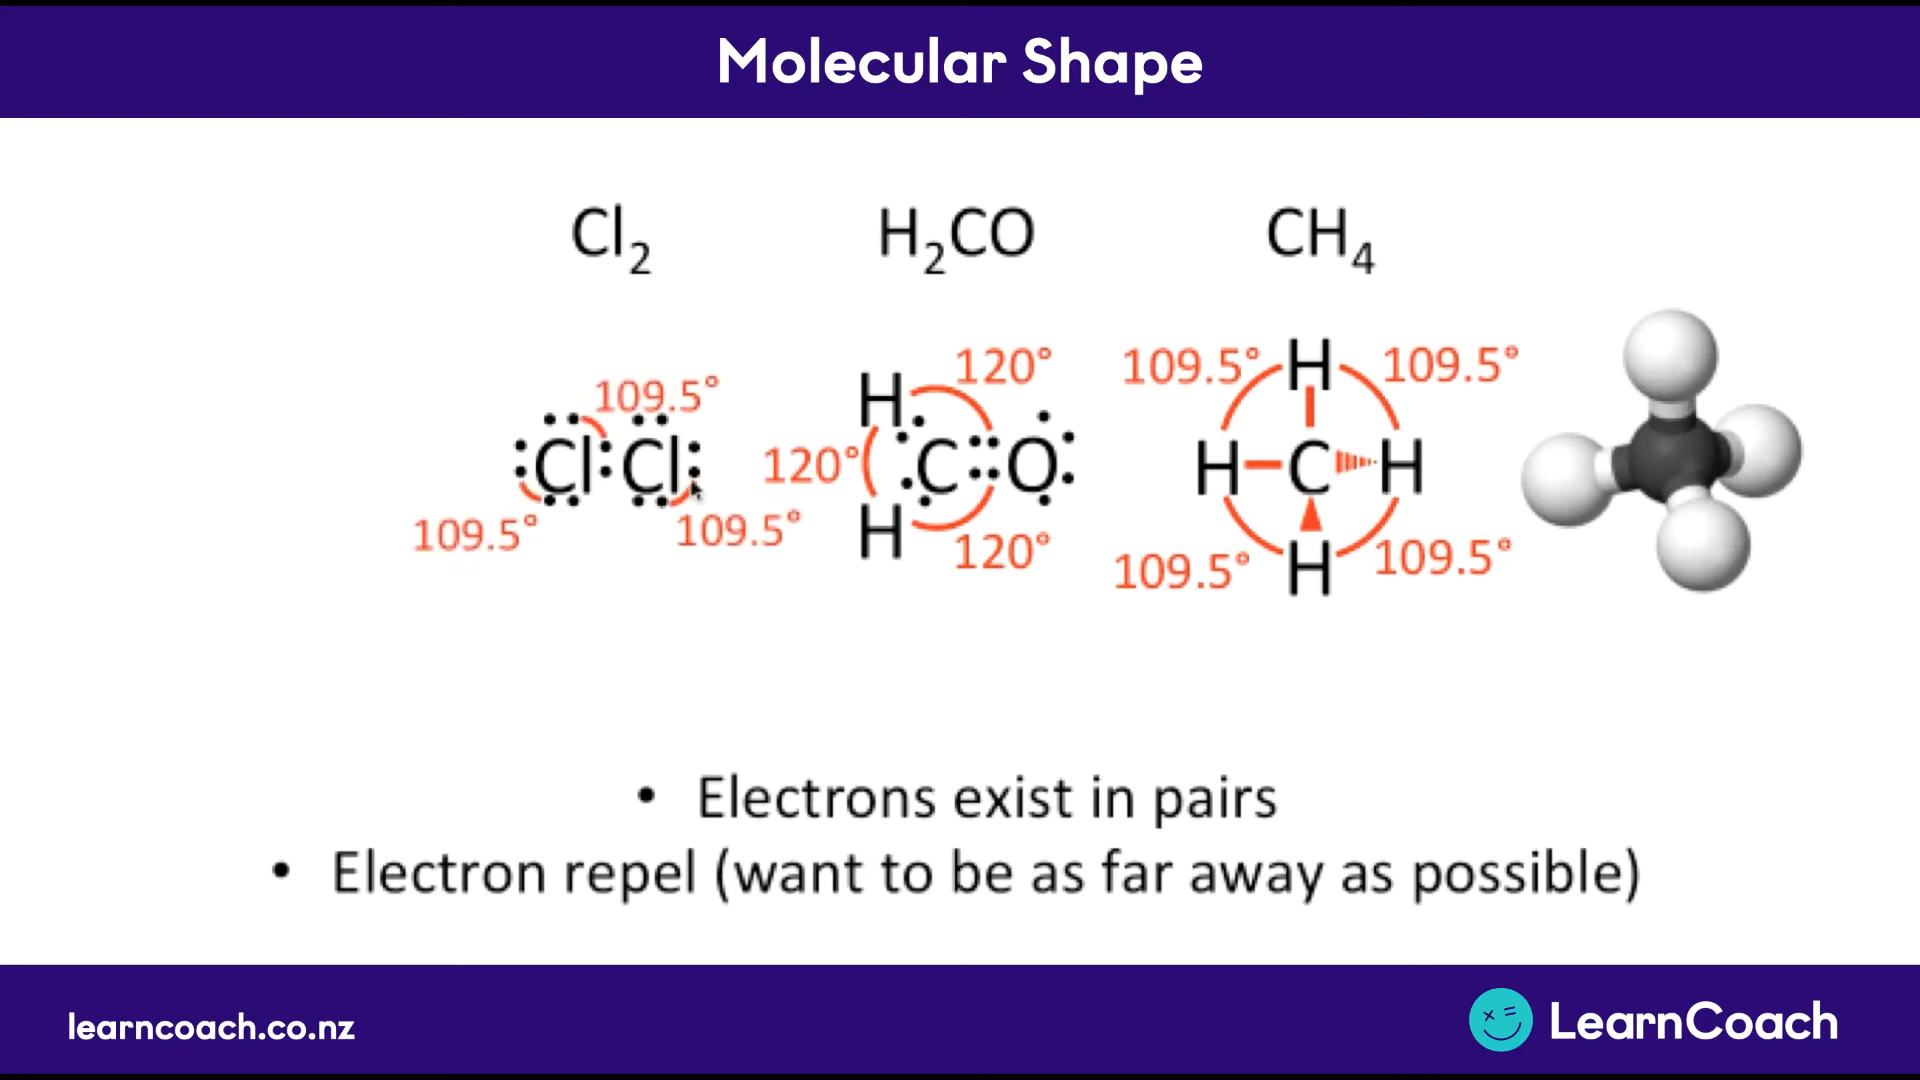 Molecular Shape
Cl₂ H₂CO CH₄
109.5° 109.5° 109.5°
Cl Cl
109.5° 109.5°
H 120°
120° C O
H 120°
H
H C H
H
109.5° 109.5°
• Electrons exist in pairs
• Electron repel (want to be as far away as possible)
learncoach.co.nz
LearnCoach